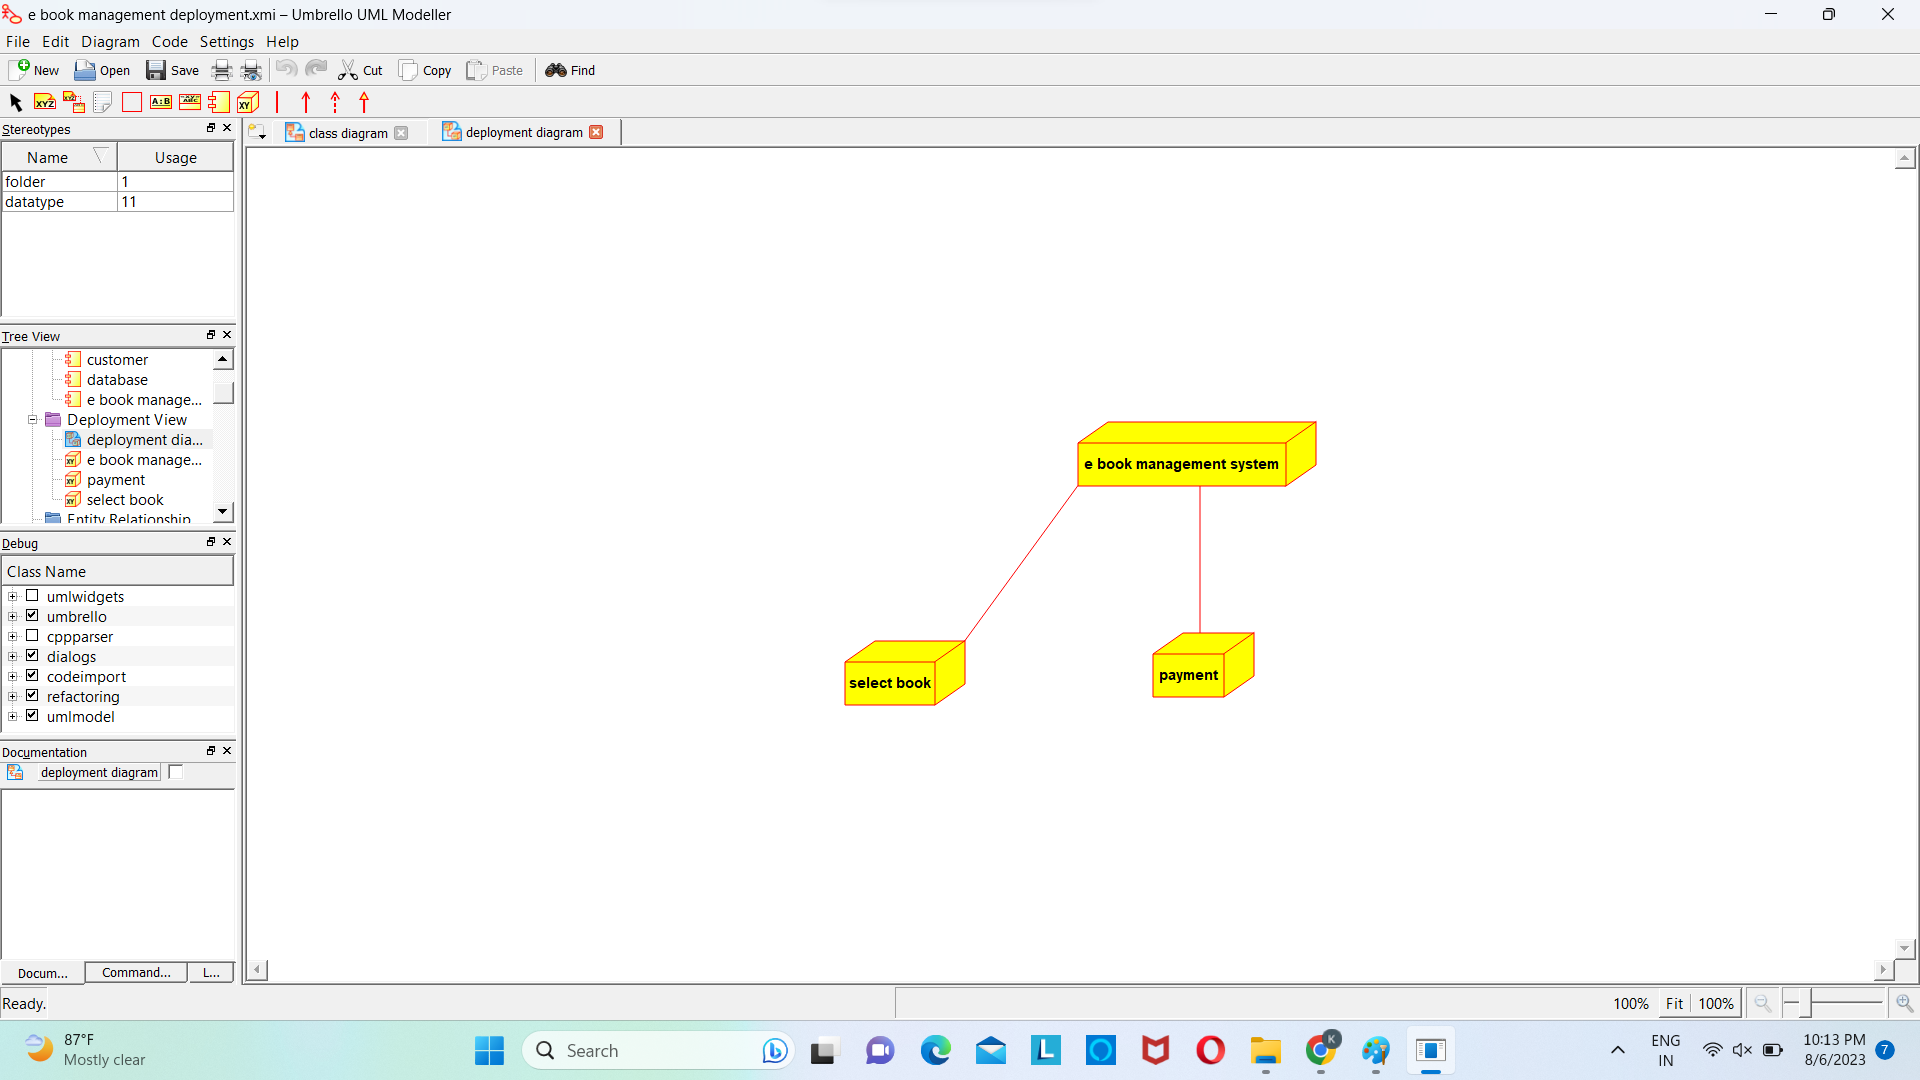 e book management deployment.xmi – Umbrello UML Modeller
File Edit Diagram Code Settings Help
New Open Save Cut Copy Paste Find
XYZ XYZ A:B ABC XY
Stereotypes
class diagram deployment diagram
Name Usage
folder 1
datatype 11
Tree View
customer
database
e book manage...
Deployment View
deployment dia...
e book manage...
payment
select book
Entity Relationship
e book management system
select book
payment
Debug
Class Name
umlwidgets
umbrello
cppparser
dialogs
codeimport
refactoring
umlmodel
Documentation
deployment diagram
Docum... Command... L...
Ready. 100% Fit 100%
87°F
Mostly clear
Search
L
K
ENG
IN
10:13 PM
8/6/2023
7